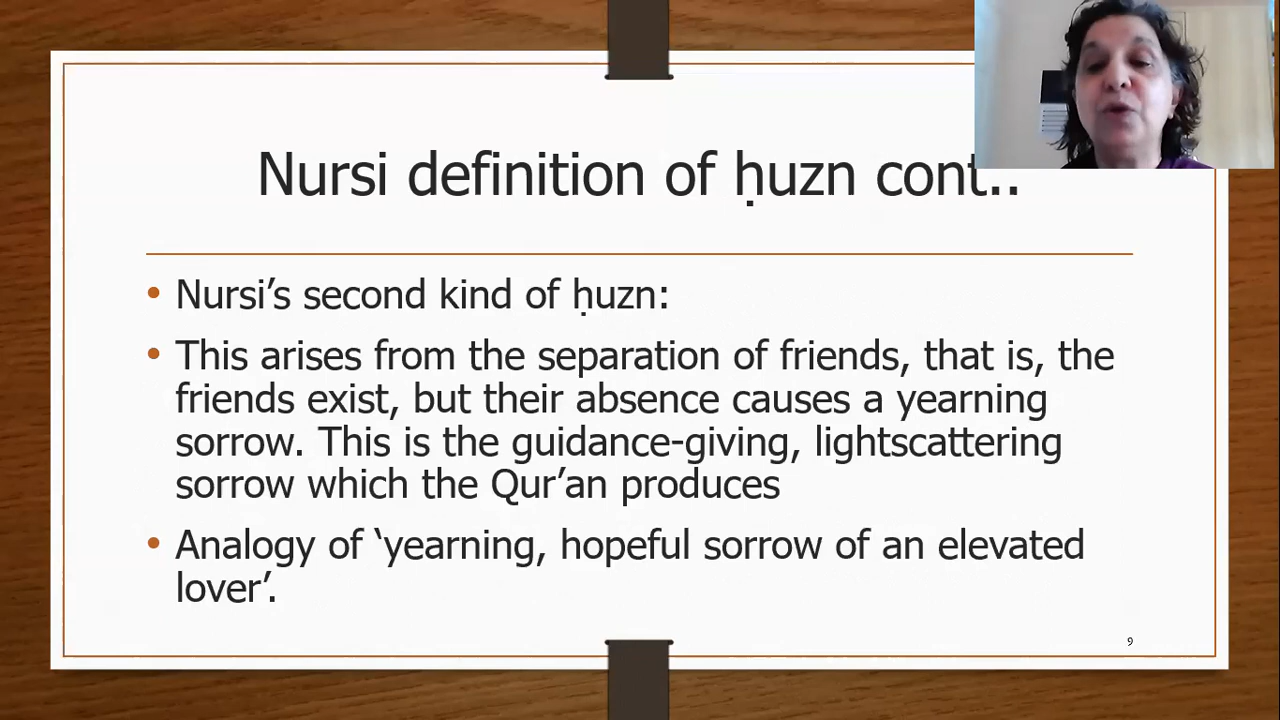 Nursi definition of ḥuzn cont..
• Nursi’s second kind of ḥuzn:
• This arises from the separation of friends, that is, the
friends exist, but their absence causes a yearning
sorrow. This is the guidance-giving, lightscattering
sorrow which the Qur’an produces
• Analogy of ‘yearning, hopeful sorrow of an elevated
lover’.
9